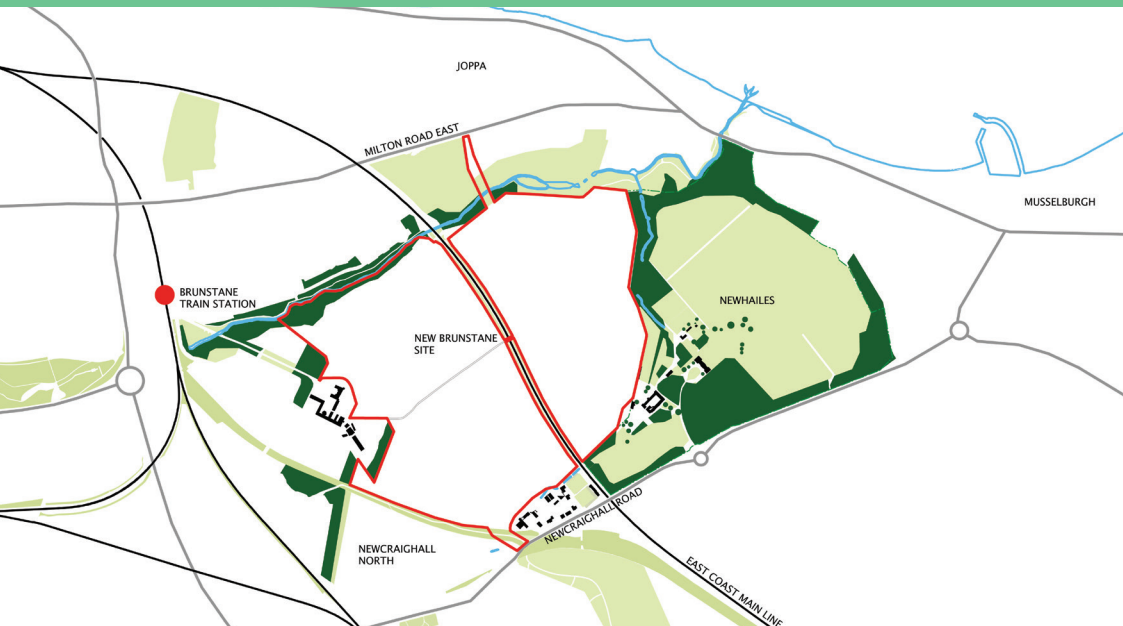 JOPPA
MILTON ROAD EAST
MUSSELBURGH
BRUNSTANE
TRAIN STATION
NEWHAILES
NEW BRUNSTANE
SITE
NEWCRAIGHALL ROAD
NEWCRAIGHALL
NORTH
EAST COAST MAIN LINE